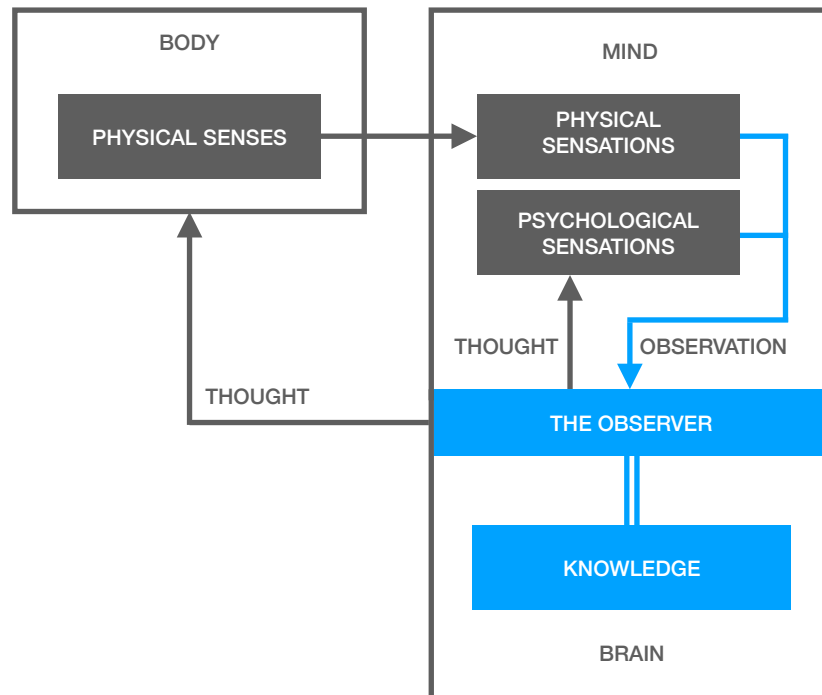 BODY
MIND
PHYSICAL SENSES
PHYSICAL
SENSATIONS
PSYCHOLOGICAL
SENSATIONS
THOUGHT
OBSERVATION
THOUGHT
THE OBSERVER
KNOWLEDGE
BRAIN